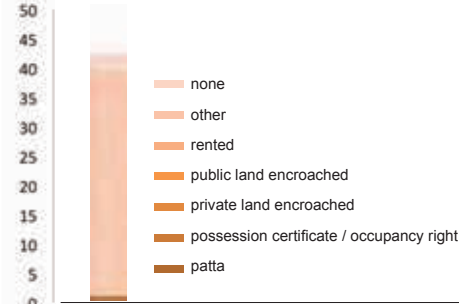 50
45
40
35
30
25
20
15
10
5
0
none
other
rented
public land encroached
private land encroached
possession certificate / occupancy right
patta